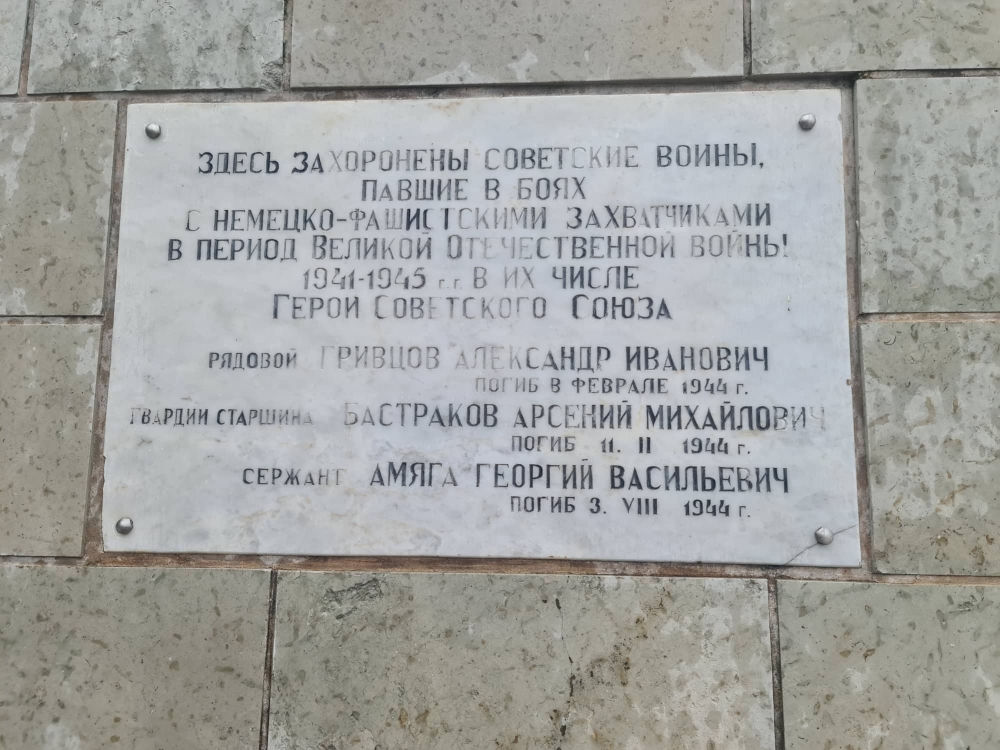 ЗДЕСЬ ЗАХОРОНЕНЫ СОВЕТСКИЕ ВОИНЫ,
ПАВШИЕ В БОЯХ
С НЕМЕЦКО-ФАШИСТСКИМИ ЗАХВАТЧИКАМИ
В ПЕРИОД ВЕЛИКОЙ ОТЕЧЕСТВЕННОЙ ВОЙНЫ
1941-1945 г.г. В ИХ ЧИСЛЕ
ГЕРОИ СОВЕТСКОГО СОЮЗА
РЯДОВОЙ ГРИВЦОВ АЛЕКСАНДР ИВАНОВИЧ
ПОГИБ В ФЕВРАЛЕ 1944 г.
ГВАРДИИ СТАРШИНА БАСТРАКОВ АРСЕНИЙ МИХАЙЛОВИЧ
ПОГИБ 11. II 1944 г.
СЕРЖАНТ АМЯГА ГЕОРГИЙ ВАСИЛЬЕВИЧ
ПОГИБ 3. VIII 1944 г.